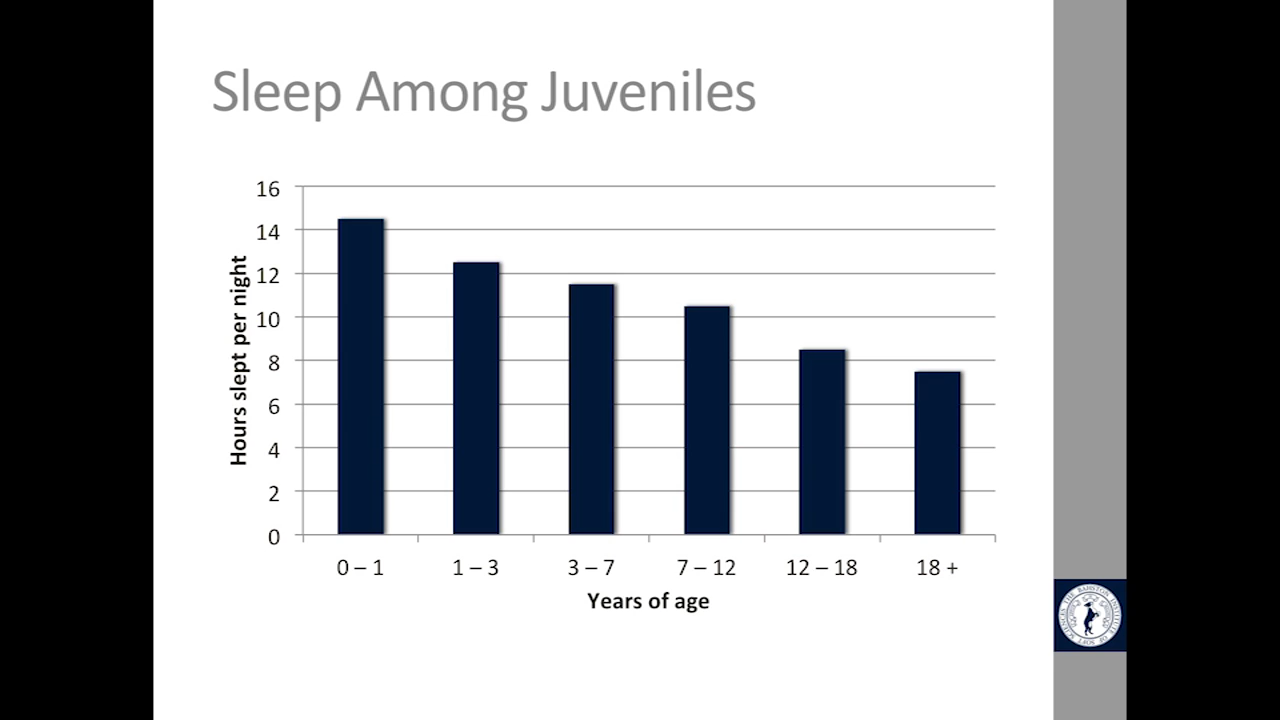 Sleep Among Juveniles
16
14
12
10
8
6
4
2
0
Hours slept per night
0 – 1 1 – 3 3 – 7 7 – 12 12 – 18 18 +
Years of age